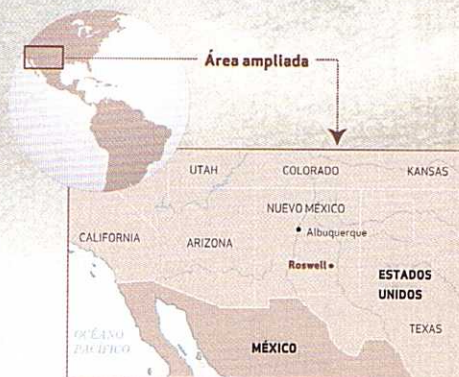 Área ampliada
UTAH
COLORADO
KANSAS
NUEVO MÉXICO
Albuquerque
CALIFORNIA
ARIZONA
Roswell
ESTADOS
UNIDOS
TEXAS
OCÉANO
PACÍFICO
MÉXICO